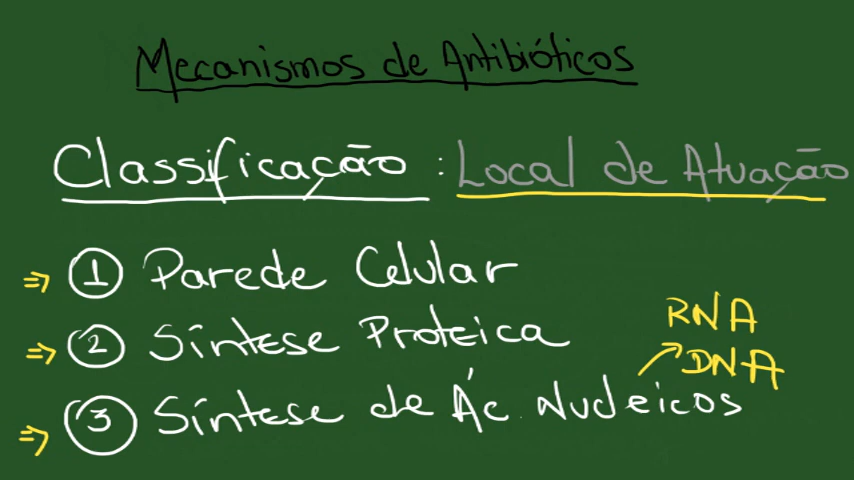 Mecanismos de Antibióticos
Classificação : Local de Atuação
⇒ 1 Parede Celular
⇒ 2 Síntese Proteica
RNA
DNA
⇒ 3 Síntese de Ác. Nucleicos